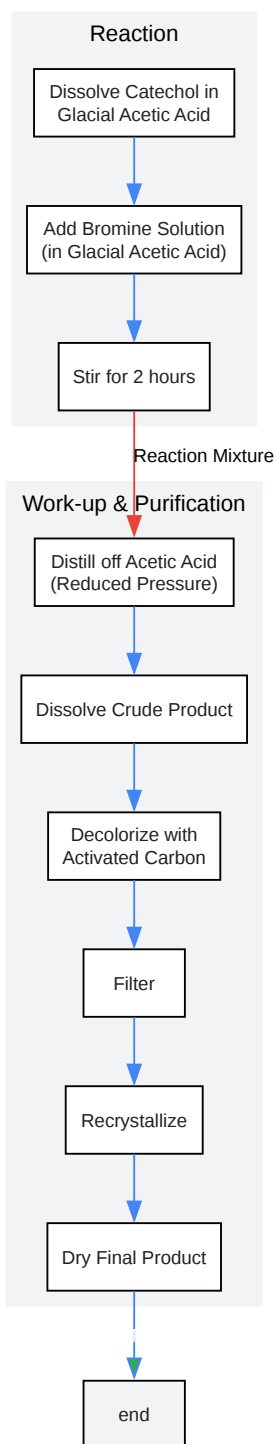 Reaction
Dissolve Catechol in
Glacial Acetic Acid
Add Bromine Solution
(in Glacial Acetic Acid)
Stir for 2 hours
Reaction Mixture
Work-up & Purification
Distill off Acetic Acid
(Reduced Pressure)
Dissolve Crude Product
Decolorize with
Activated Carbon
Filter
Recrystallize
Dry Final Product
end